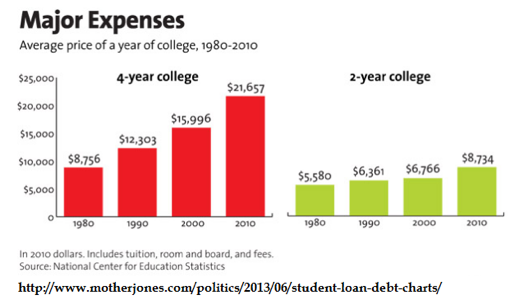 Major Expenses
Average price of a year of college, 1980-2010
4-year college
$25,000
$20,000
$15,000
$10,000
$5,000
0
$8,756
$12,303
$15,996
$21,657
1980 1990 2000 2010
2-year college
$5,580
$6,361
$6,766
$8,734
1980 1990 2000 2010
In 2010 dollars. Includes tuition, room and board, and fees.
Source: National Center for Education Statistics
http://www.motherjones.com/politics/2013/06/student-loan-debt-charts/